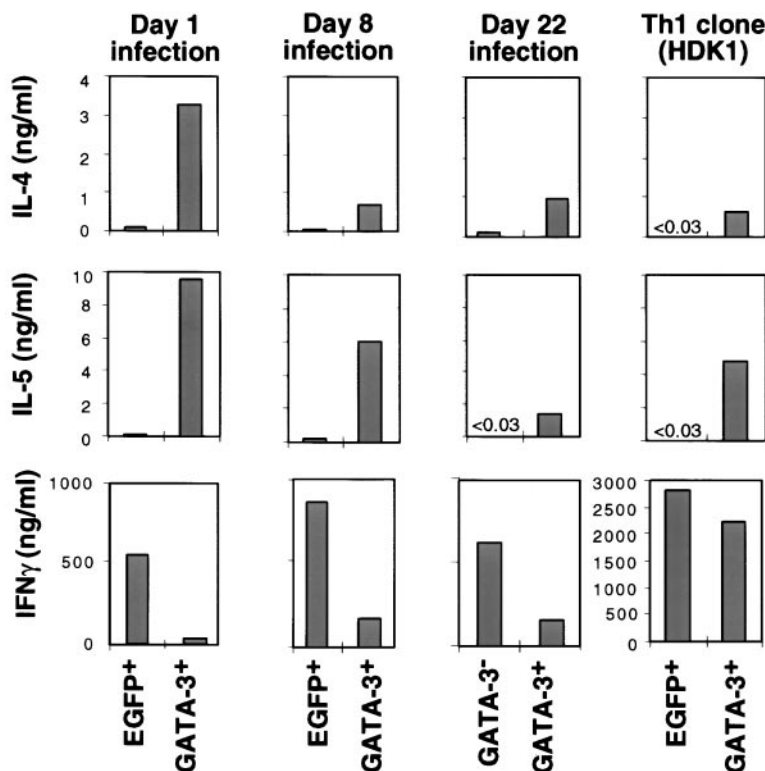 Day 1 infection
Day 8 infection
Day 22 infection
Th1 clone (HDK1)
IL-4 (ng/ml)
4
3
2
1
0
<0.03
IL-5 (ng/ml)
10
8
6
4
2
0
<0.03
<0.03
IFNγ (ng/ml)
1000
500
0
3000
2500
2000
1500
1000
500
0
EGFP+
GATA-3+
EGFP+
GATA-3+
GATA-3-
GATA-3+
EGFP+
GATA-3+